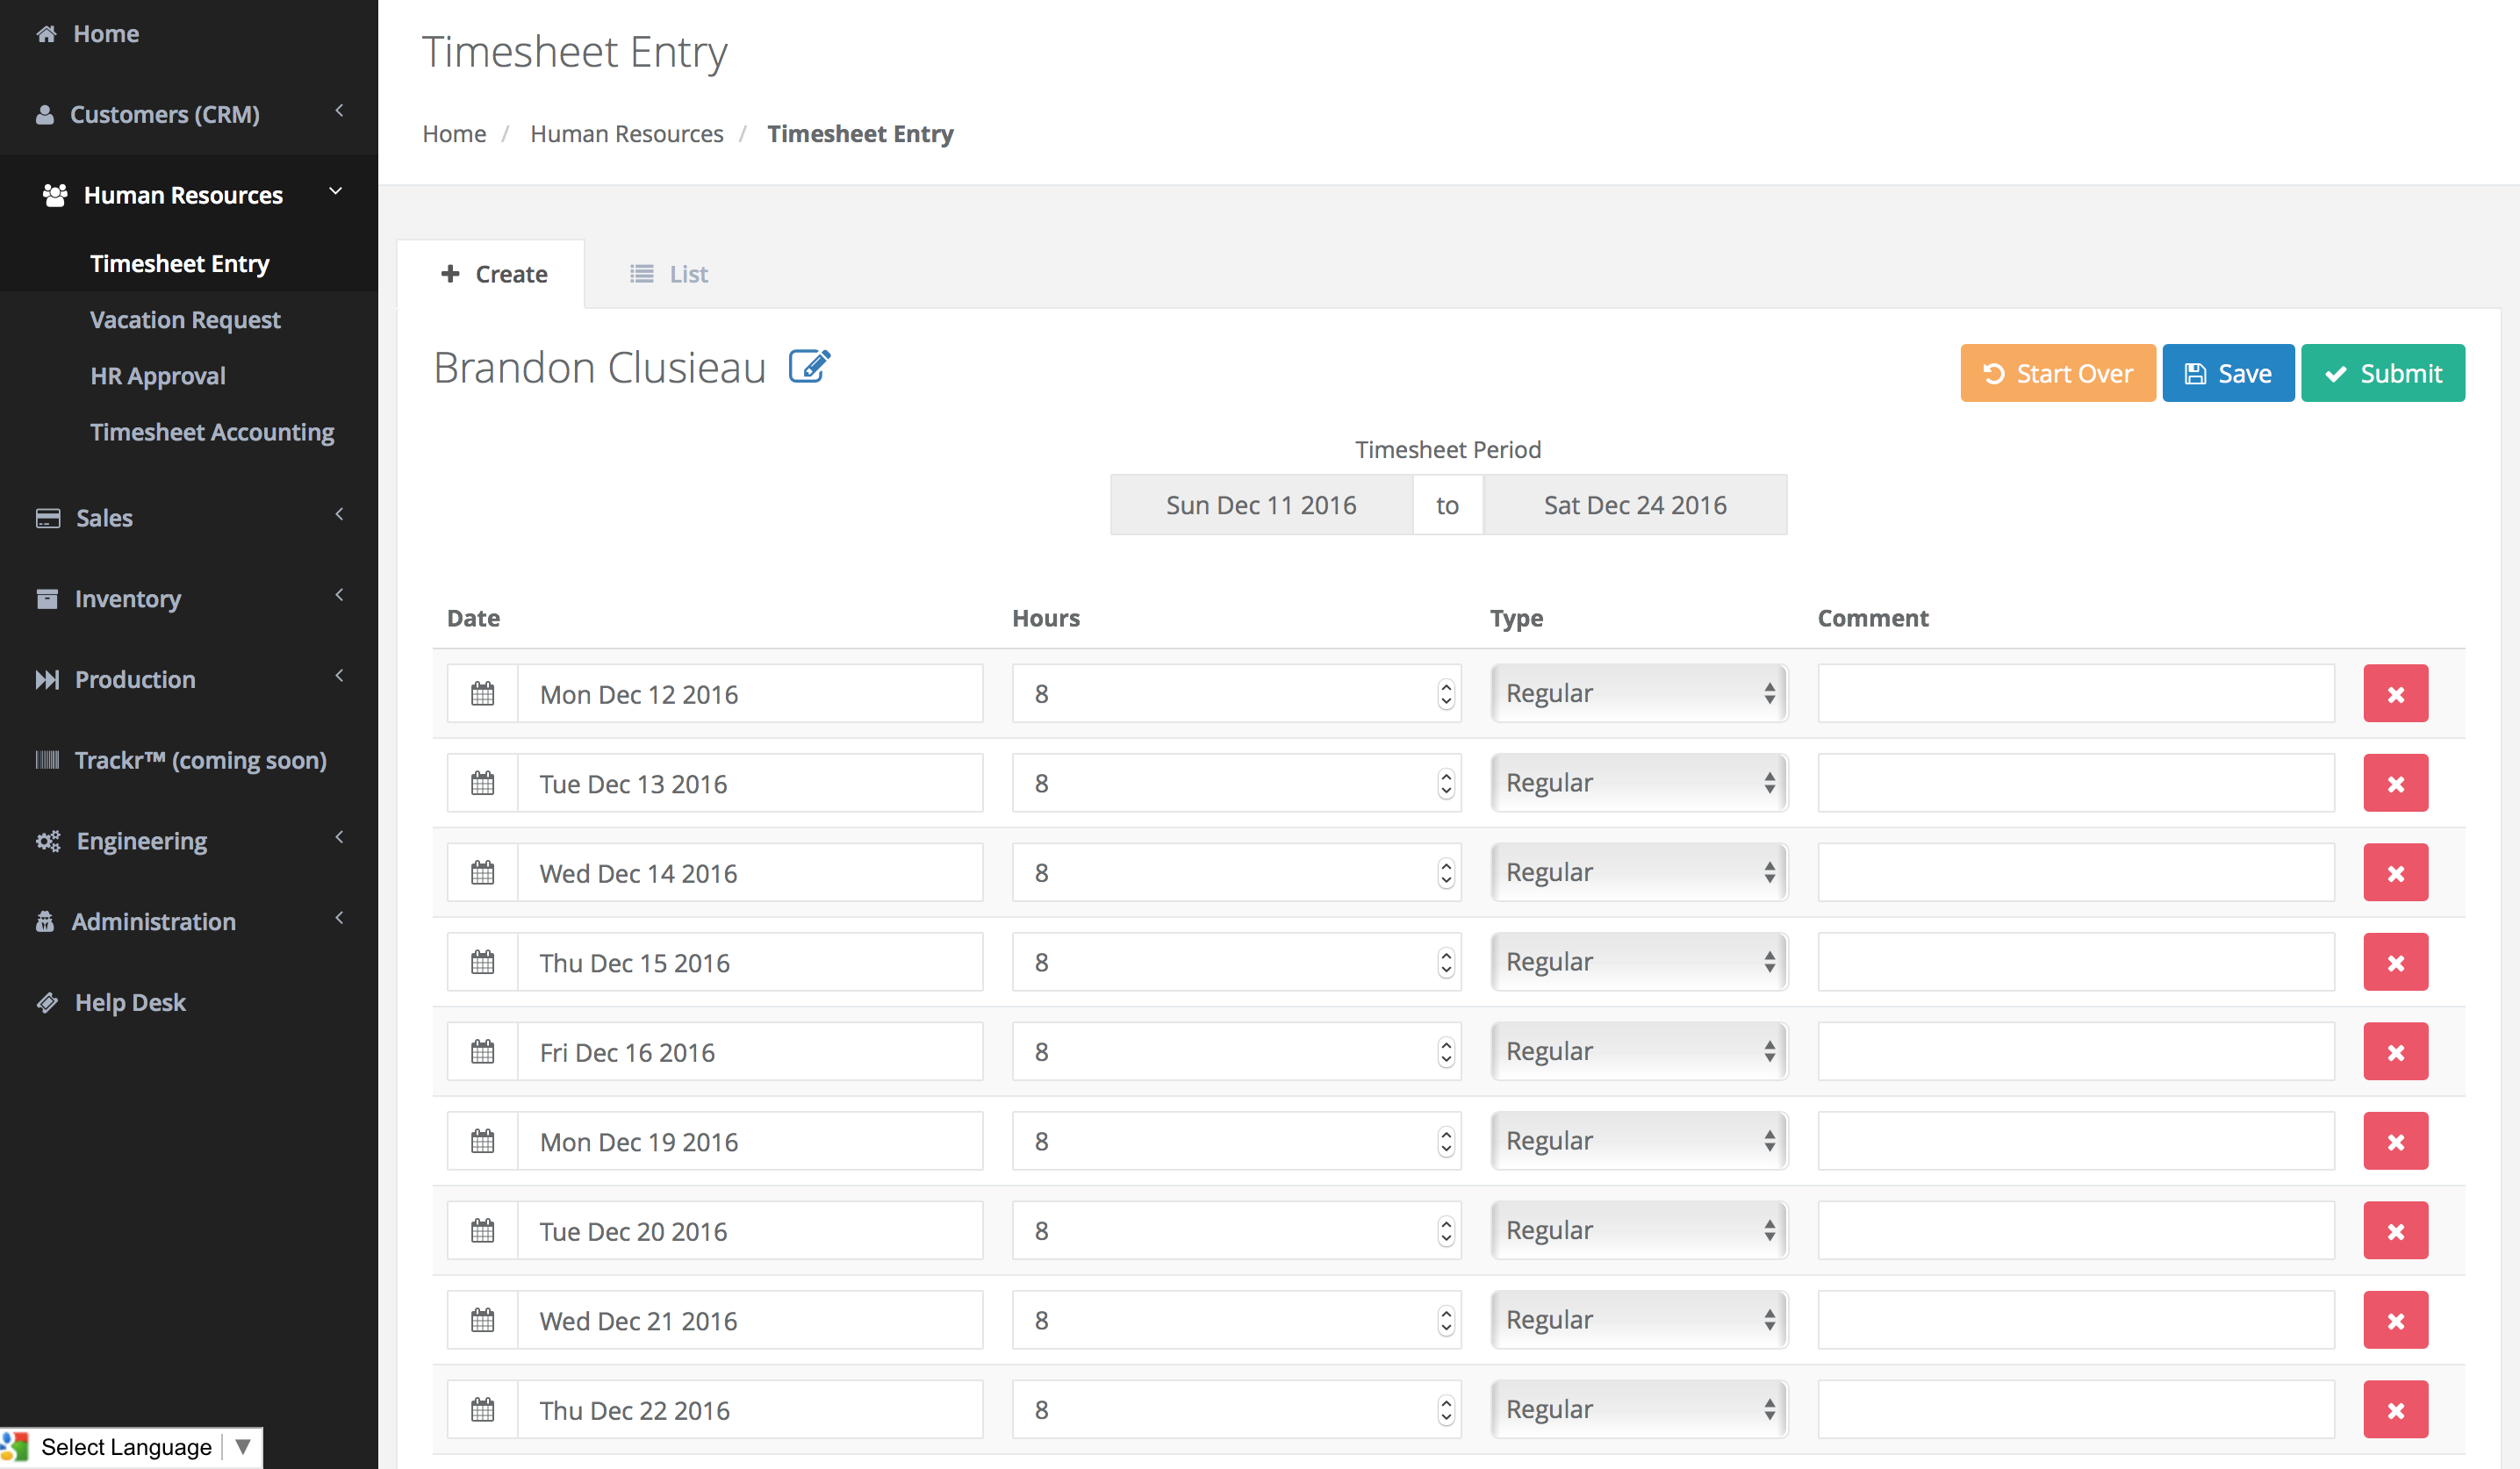 Home
Customers (CRM)
Human Resources
Timesheet Entry
Vacation Request
HR Approval
Timesheet Accounting
Sales
Inventory
Production
Trackr™ (coming soon)
Engineering
Administration
Help Desk
Select Language ▼
Timesheet Entry
Home / Human Resources / Timesheet Entry
Create List
Brandon Clusieau
Start Over Save Submit
Timesheet Period
Sun Dec 11 2016 to Sat Dec 24 2016
Date Hours Type Comment
Mon Dec 12 2016 8 Regular
Tue Dec 13 2016 8 Regular
Wed Dec 14 2016 8 Regular
Thu Dec 15 2016 8 Regular
Fri Dec 16 2016 8 Regular
Mon Dec 19 2016 8 Regular
Tue Dec 20 2016 8 Regular
Wed Dec 21 2016 8 Regular
Thu Dec 22 2016 8 Regular